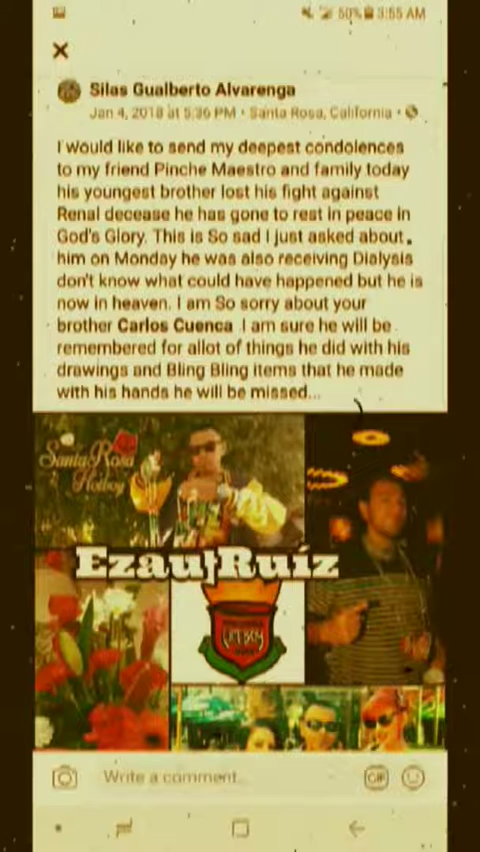 50% 3:55 AM
Silas Gualberto Alvarenga
Jan 4, 2018 at 5:36 PM • Santa Rosa, California •
I would like to send my deepest condolences
to my friend Pinche Maestro and family today
his youngest brother lost his fight against
Renal decease he has gone to rest in peace in
God's Glory. This is So sad I just asked about
him on Monday he was also receiving Dialysis
don't know what could have happened but he is
now in heaven. I am So sorry about your
brother Carlos Cuenca I am sure he will be
remembered for allot of things he did with his
drawings and Bling Bling items that he made
with his hands he will be missed...
Santa Rosa
Hotboy
Ezau Ruiz
Write a comment...
GIF